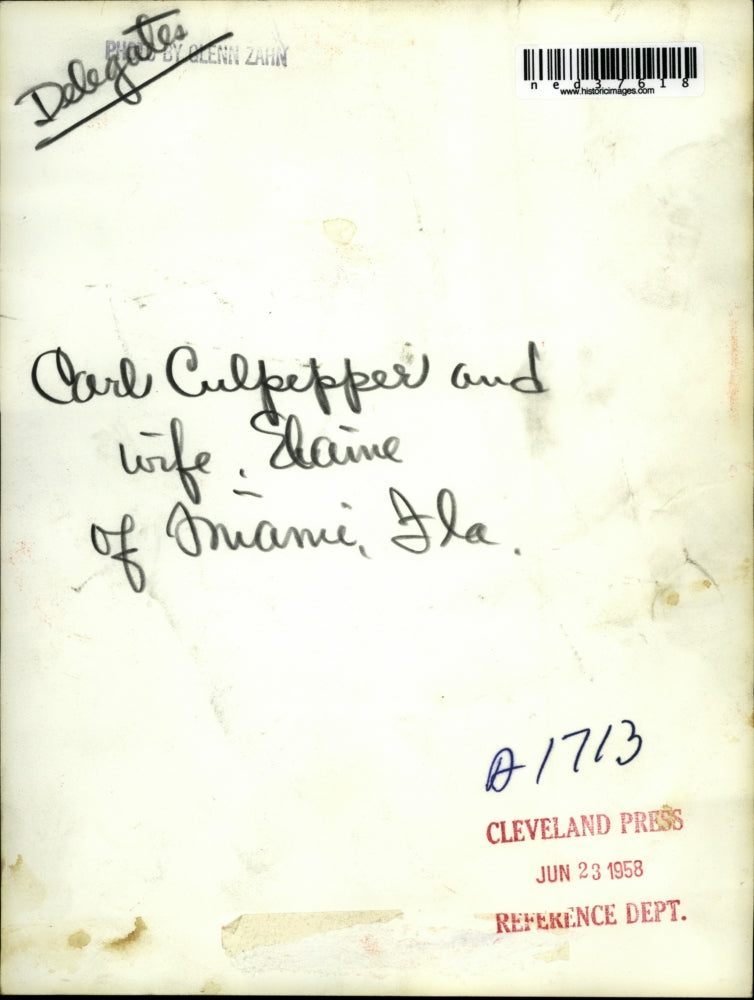 Delegates
PHOTO BY GLENN ZAHN
ned37618
www.historicimages.com
Carl Culpepper and
wife, Elaine
of Miami, Fla.
A1713
CLEVELAND PRESS
JUN 23 1958
REFERENCE DEPT.